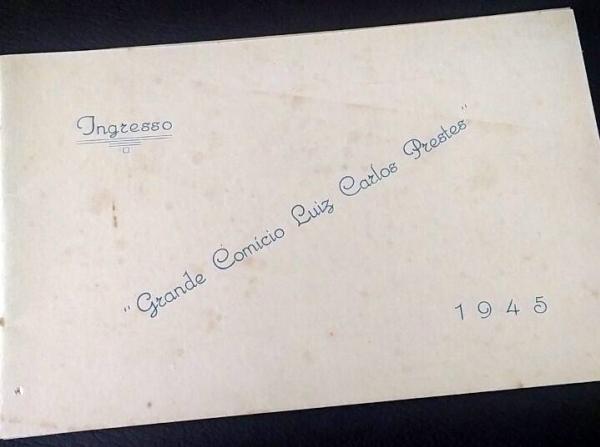 Ingresso
"Grande Comício Luiz Carlos Prestes"
1945